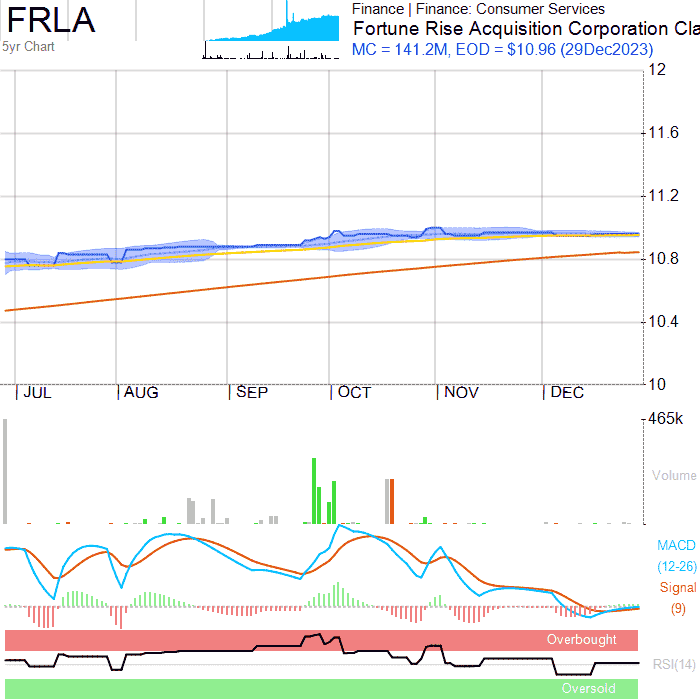 FRLA
5yr Chart
Finance | Finance: Consumer Services
Fortune Rise Acquisition Corporation Cla
MC = 141.2M, EOD = $10.96 (29Dec2023)
12
11.6
11.2
10.8
10.4
10
JUL
AUG
SEP
OCT
NOV
DEC
465k
Volume
MACD
(12-26)
Signal
(9)
Overbought
RSI(14)
Oversold